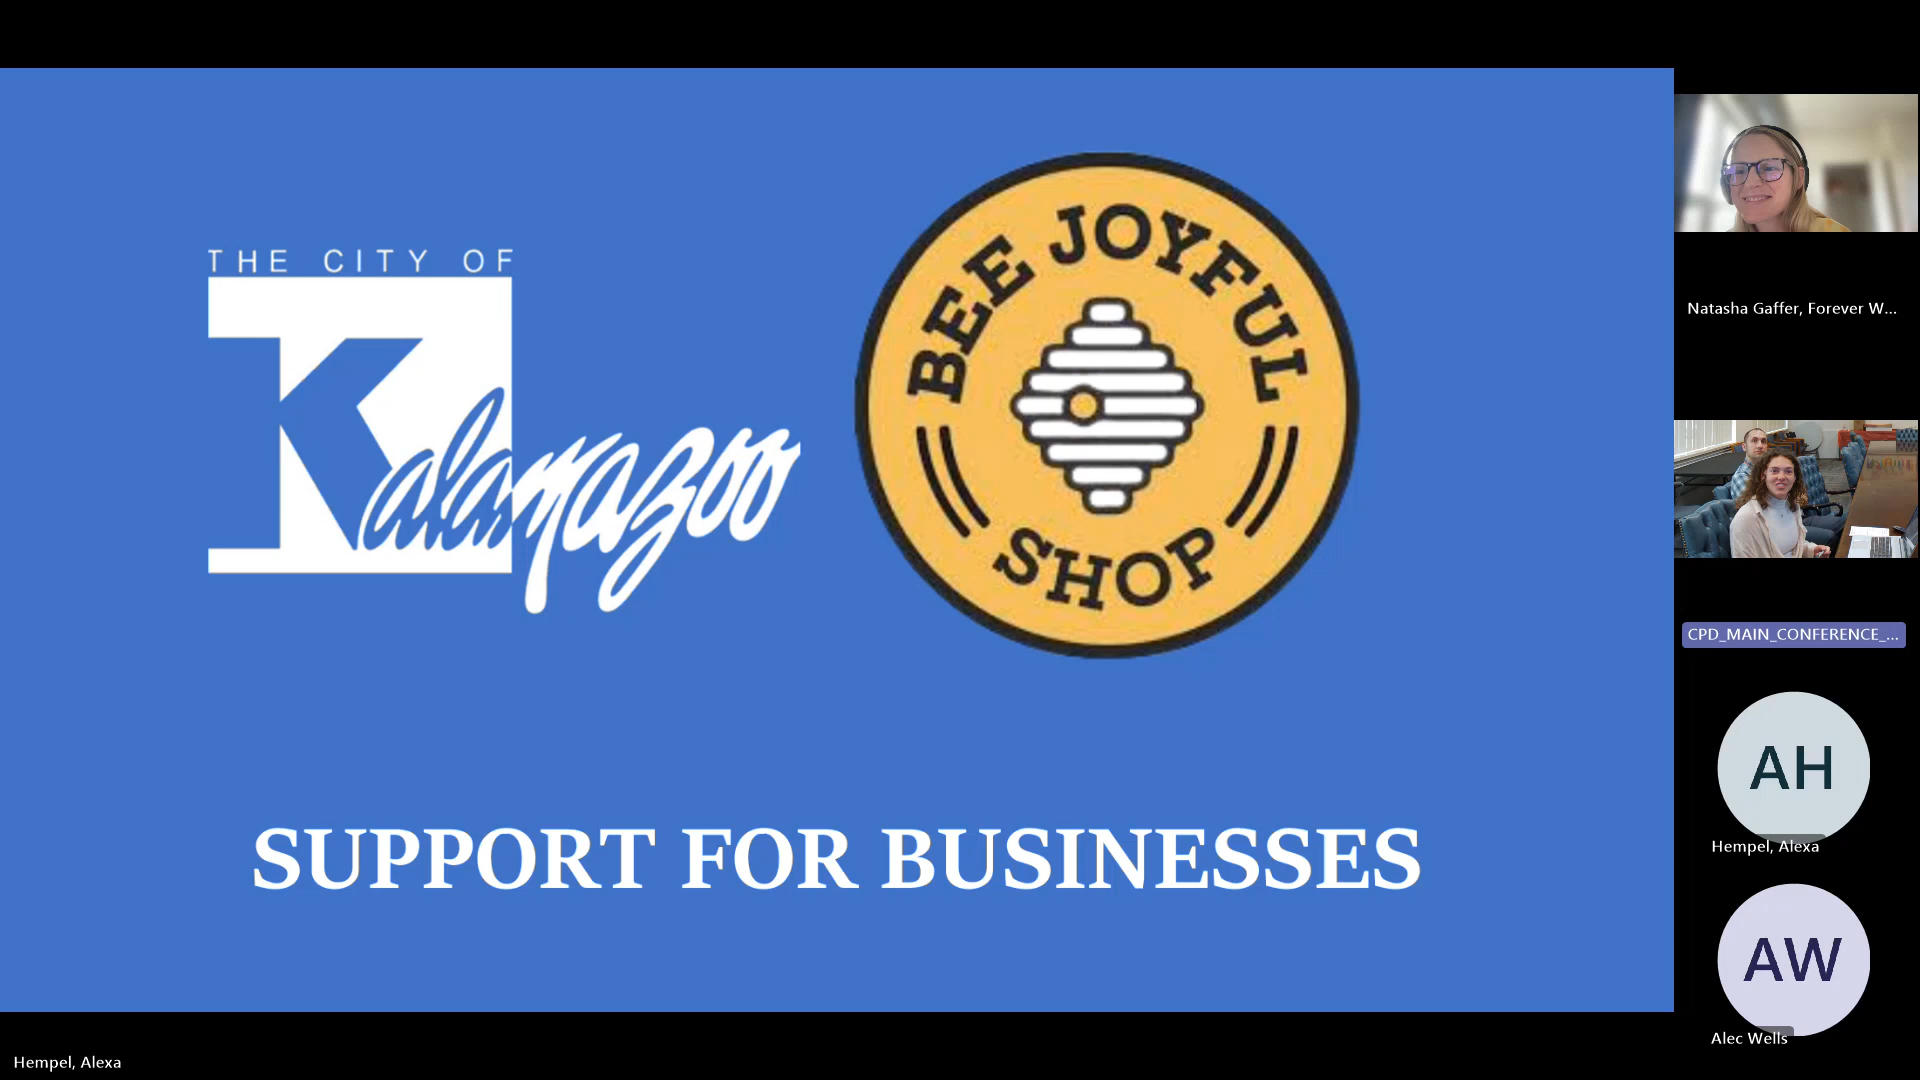 THE CITY OF
Kalamazoo
BEE JOYFUL
SHOP
SUPPORT FOR BUSINESSES
Natasha Gaffer, Forever W...
CPD_MAIN_CONFERENCE_...
AH
Hempel, Alexa
AW
Alec Wells
Hempel, Alexa